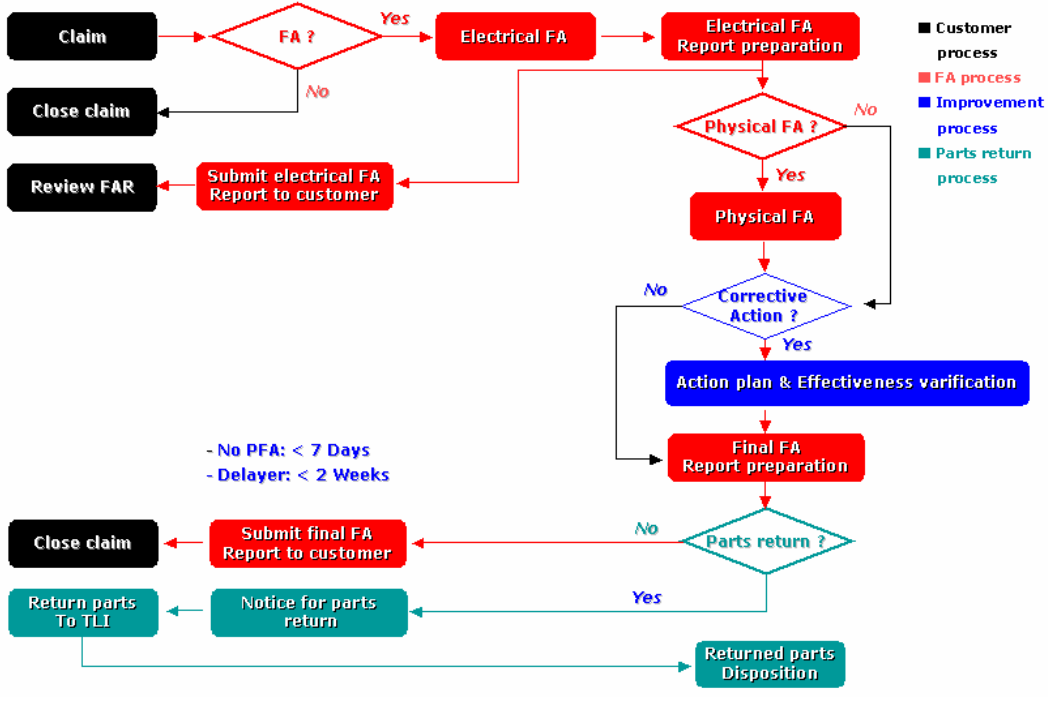 Claim
FA ?
Yes
Electrical FA
Electrical FA
Report preparation
Customer
process
FA process
Improvement
process
Parts return
process
No
Close claim
Physical FA ?
No
Review FAR
Submit electrical FA
Report to customer
Yes
Physical FA
No
Corrective
Action ?
Yes
Action plan & Effectiveness varification
- No PFA: < 7 Days
- Delayer: < 2 Weeks
Final FA
Report preparation
Close claim
Submit final FA
Report to customer
No
Parts return ?
Return parts
To TLI
Notice for parts
return
Yes
Returned parts
Disposition